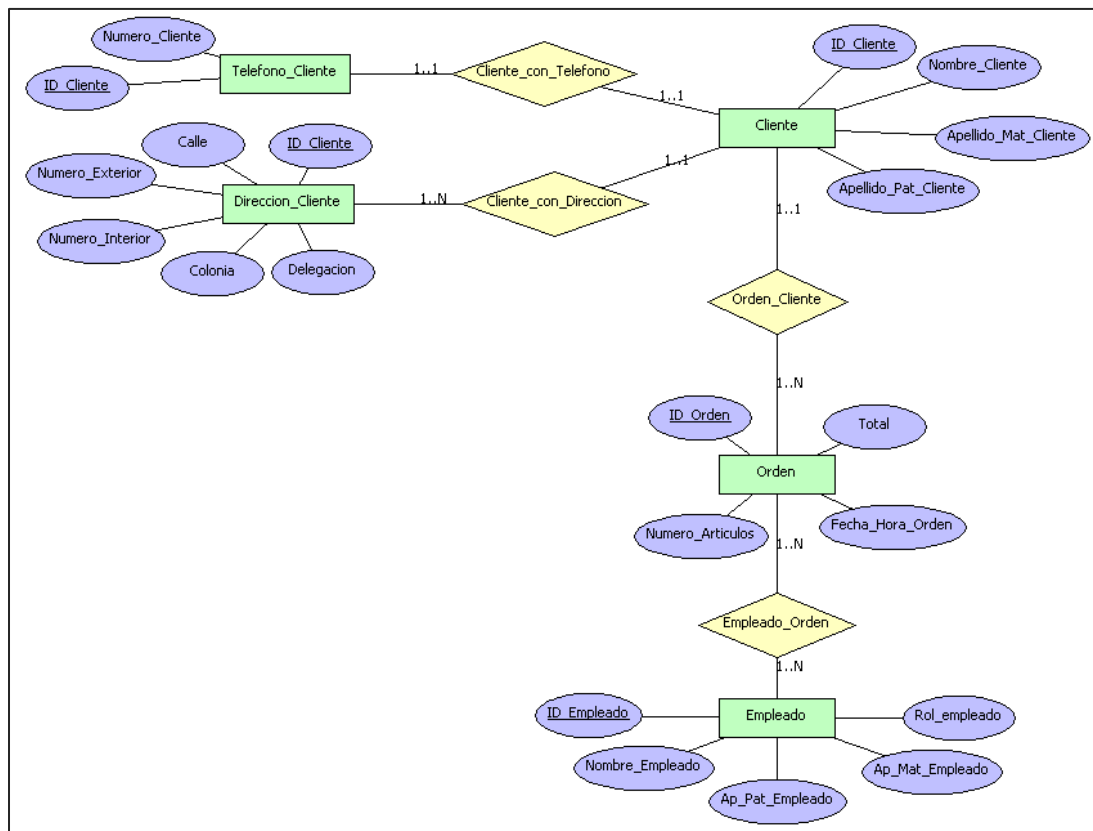 Numero_Cliente
ID_Cliente
Telefono_Cliente
1..1
Cliente_con_Telefono
1..1
ID_Cliente
Nombre_Cliente
Cliente
Apellido_Mat_Cliente
Apellido_Pat_Cliente
Calle
ID_Cliente
Numero_Exterior
Direccion_Cliente
1..N
Cliente_con_Direccion
1..1
Numero_Interior
Colonia
Delegacion
1..1
Orden_Cliente
1..N
ID_Orden
Total
Orden
Numero_Articulos
Fecha_Hora_Orden
1..N
Empleado_Orden
1..N
ID_Empleado
Empleado
Rol_empleado
Nombre_Empleado
Ap_Mat_Empleado
Ap_Pat_Empleado